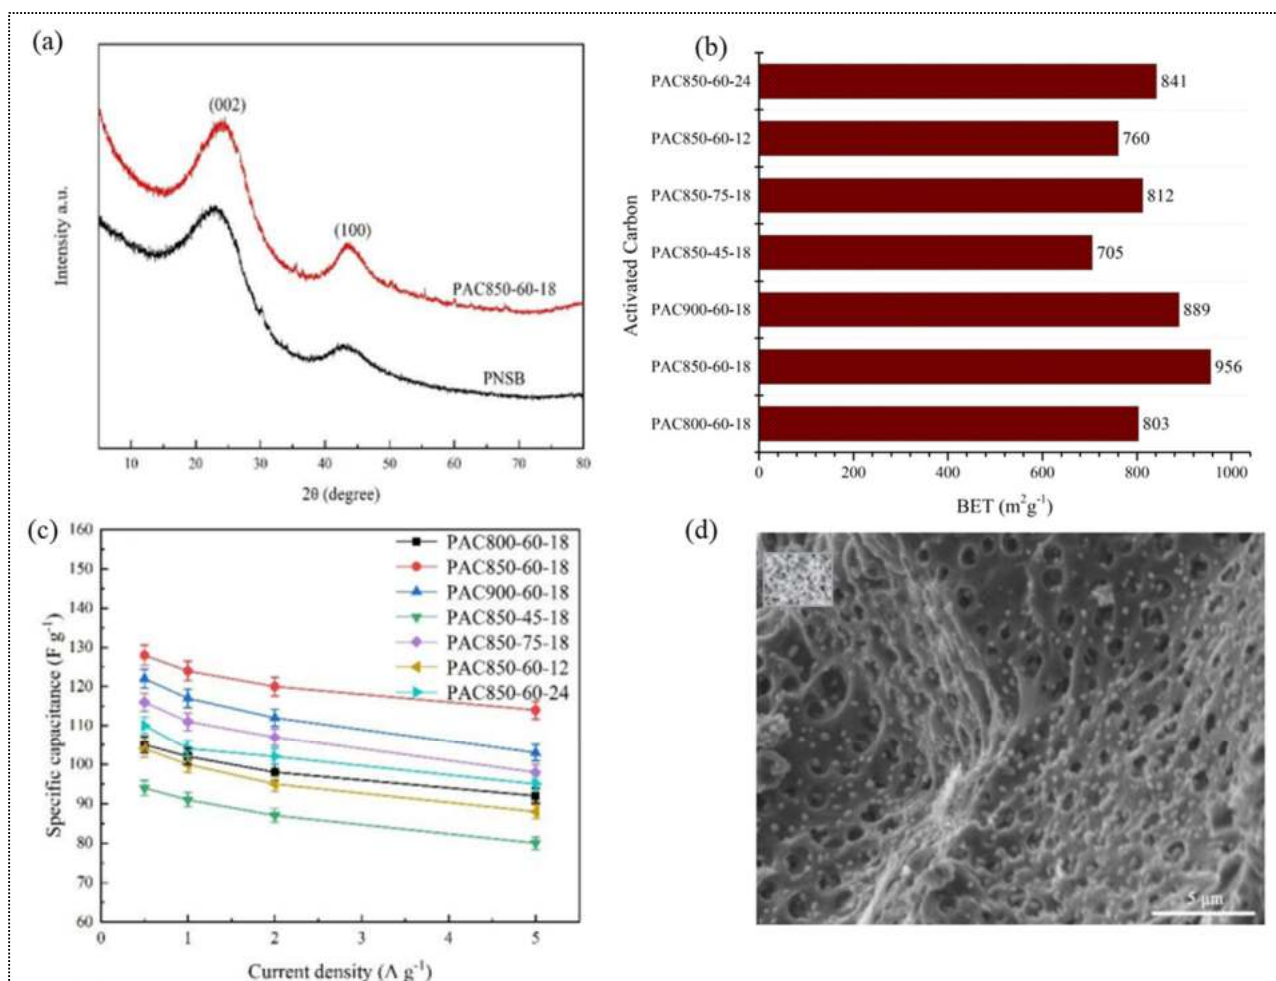 (a)
(002)
(100)
PAC850-60-18
PNSB
Intensity a.u.
10 20 30 40 50 60 70 80
2θ (degree)
(b)
Activated Carbon
PAC850-60-24 841
PAC850-60-12 760
PAC850-75-18 812
PAC850-45-18 705
PAC900-60-18 889
PAC850-60-18 956
PAC800-60-18 803
0 200 400 600 800 1000
BET (m²g⁻¹)
(c)
Specific capacitance (F g⁻¹)
160
150
140
130
120
110
100
90
80
70
60
PAC800-60-18
PAC850-60-18
PAC900-60-18
PAC850-45-18
PAC850-75-18
PAC850-60-12
PAC850-60-24
0 1 2 3 4 5
Current density (A g⁻¹)
(d)
5 μm